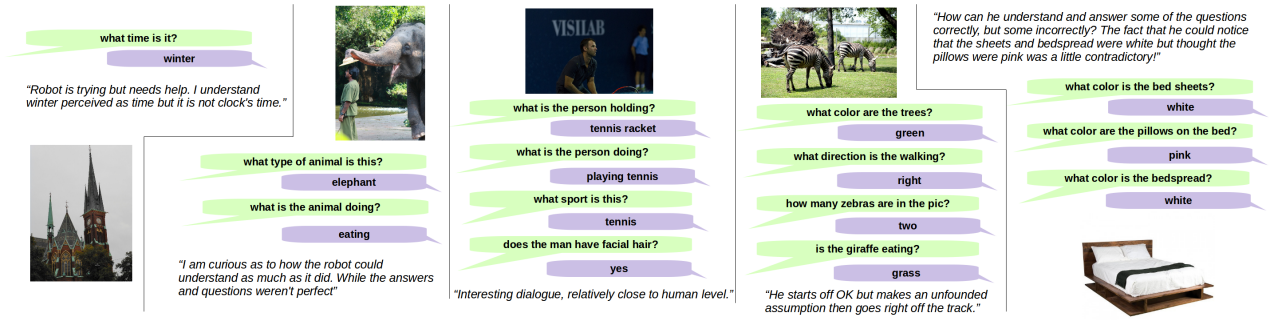 what time is it?
winter
“Robot is trying but needs help. I understand
winter perceived as time but it is not clock's time.”
what type of animal is this?
elephant
what is the animal doing?
eating
“I am curious as to how the robot could
understand as much as it did. While the answers
and questions weren't perfect”
VISILAB
what is the person holding?
tennis racket
what is the person doing?
playing tennis
what sport is this?
tennis
does the man have facial hair?
yes
“Interesting dialogue, relatively close to human level.”
what color are the trees?
green
what direction is the walking?
right
how many zebras are in the pic?
two
is the giraffe eating?
grass
“He starts off OK but makes an unfounded
assumption then goes right off the track.”
“How can he understand and answer some of the questions
correctly, but some incorrectly? The fact that he could notice
that the sheets and bedspread were white but thought the
pillows were pink was a little contradictory!”
what color is the bed sheets?
white
what color are the pillows on the bed?
pink
what color is the bedspread?
white